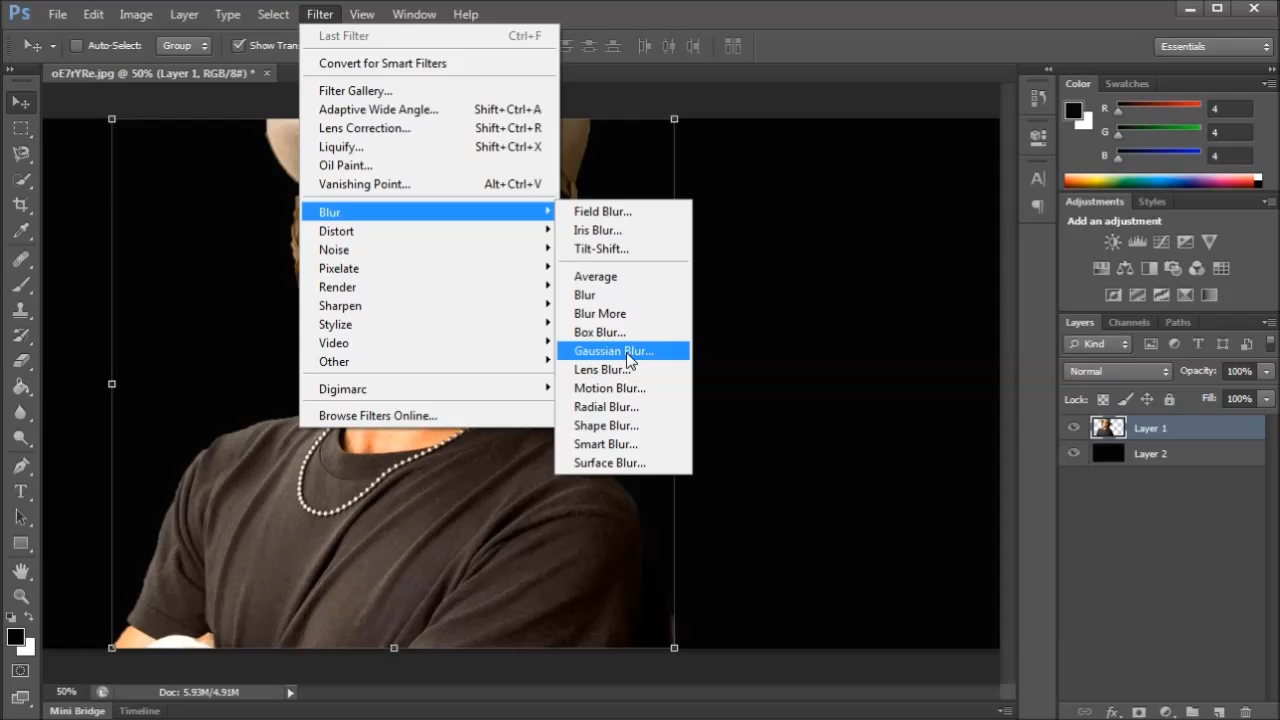 Ps File Edit Image Layer Type Select Filter View Window Help
Auto-Select: Group Show Tran Essentials
oE7rYRe.jpg @ 50% (Layer 1, RGB/8#) * ×
Last Filter Ctrl+F
Convert for Smart Filters
Filter Gallery...
Adaptive Wide Angle... Shift+Ctrl+A
Lens Correction... Shift+Ctrl+R
Liquify... Shift+Ctrl+X
Oil Paint...
Vanishing Point... Alt+Ctrl+V
Blur
Distort
Noise
Pixelate
Render
Sharpen
Stylize
Video
Other
Digimarc
Browse Filters Online...
Field Blur...
Iris Blur...
Tilt-Shift...
Average
Blur
Blur More
Box Blur...
Gaussian Blur...
Lens Blur...
Motion Blur...
Radial Blur...
Shape Blur...
Smart Blur...
Surface Blur...
Color Swatches
R 4
G 4
B 4
Adjustments Styles
Add an adjustment
Layers Channels Paths
Kind
Normal Opacity: 100%
Lock: Fill: 100%
Layer 1
Layer 2
50% Doc: 5.93M/4.91M
Mini Bridge Timeline